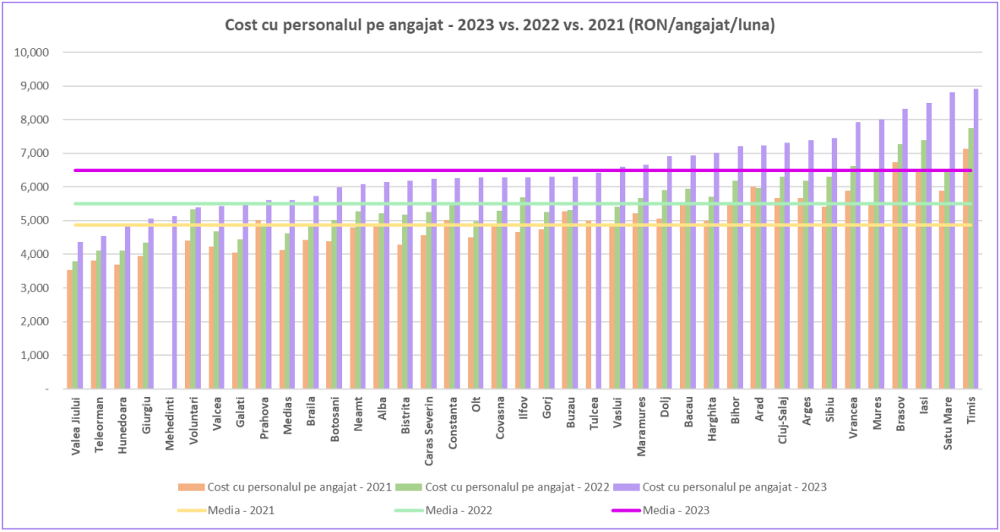 Cost cu personalul pe angajat - 2023 vs. 2022 vs. 2021 (RON/angajat/luna)
10,000
9,000
8,000
7,000
6,000
5,000
4,000
3,000
2,000
1,000
-
Valea Jiului
Teleorman
Hunedoara
Giurgiu
Mehedinti
Voluntari
Valcea
Galati
Prahova
Medias
Braila
Botosani
Neamt
Alba
Bistrita
Caras Severin
Constanta
Olt
Covasna
Ilfov
Gorj
Buzau
Tulcea
Vaslui
Maramures
Dolj
Bacau
Harghita
Bihor
Arad
Cluj-Salaj
Arges
Sibiu
Vrancea
Mures
Brasov
Iasi
Satu Mare
Timis
Cost cu personalul pe angajat - 2021
Cost cu personalul pe angajat - 2022
Cost cu personalul pe angajat - 2023
Media - 2021
Media - 2022
Media - 2023